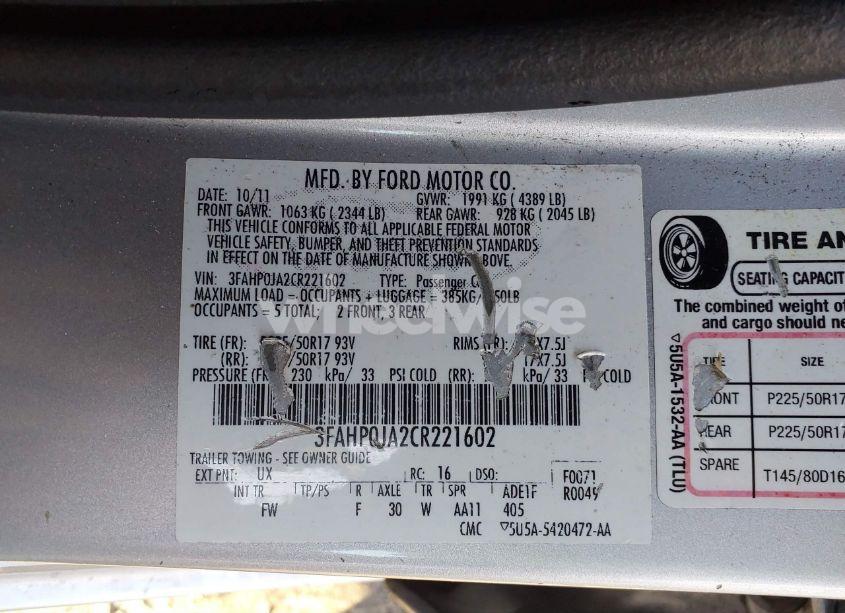 MFD. BY FORD MOTOR CO.
DATE: 10/11
GVWR: 1991 KG ( 4389 LB)
FRONT GAWR: 1063 KG ( 2344 LB)
REAR GAWR: 928 KG ( 2045 LB)
THIS VEHICLE CONFORMS TO ALL APPLICABLE FEDERAL MOTOR
VEHICLE SAFETY, BUMPER, AND THEFT PREVENTION STANDARDS
IN EFFECT ON THE DATE OF MANUFACTURE SHOWN ABOVE.
VIN: 3FAHP0JA2CR221602 TYPE: Passenger
MAXIMUM LOAD = OCCUPANTS + LUGGAGE = 385KG/
OCCUPANTS = 5 TOTAL; 2 FRONT, 3 REAR
wheelwise
TIRE (FR): /50R17 93V RIMS (FR): X7.5J
(RR): /50R17 93V 17X7.5J
PRESSURE (FR) 230 kPa/ 33 PSI COLD (RR): kPa/ 33 COLD
3FAHP0JA2CR221602
TRAILER TOWING - SEE OWNER GUIDE
EXT PNT: UX RC: 16 DSO: F0071
INT TR TP/PS R AXLE TR SPR ADE1F R0049
FW F 30 W AA11 405
CMC ▽5U5A-5420472-AA
▽5U5A-1532-AA (TLU)
TIRE
SEATING CAPACIT
The combined weight of
and cargo should
SIZE
P225/50R17
REAR P225/50R17
SPARE T145/80D16